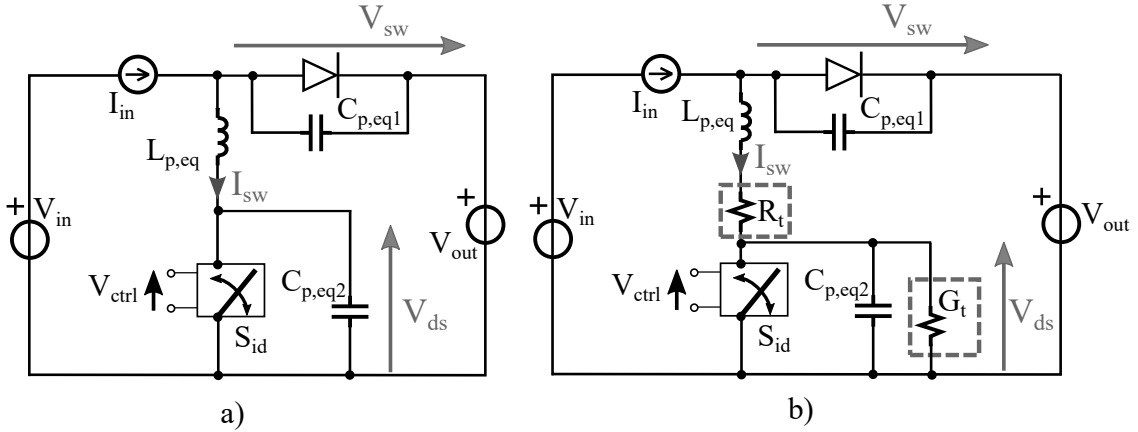 V_sw
I_in
C_p,eq1
L_p,eq
I_sw
+
V_in
V_out
+
V_ctrl
S_id
C_p,eq2
V_ds
a)
V_sw
I_in
C_p,eq1
L_p,eq
I_sw
R_t
+
V_in
V_out
+
V_ctrl
S_id
C_p,eq2
G_t
V_ds
b)